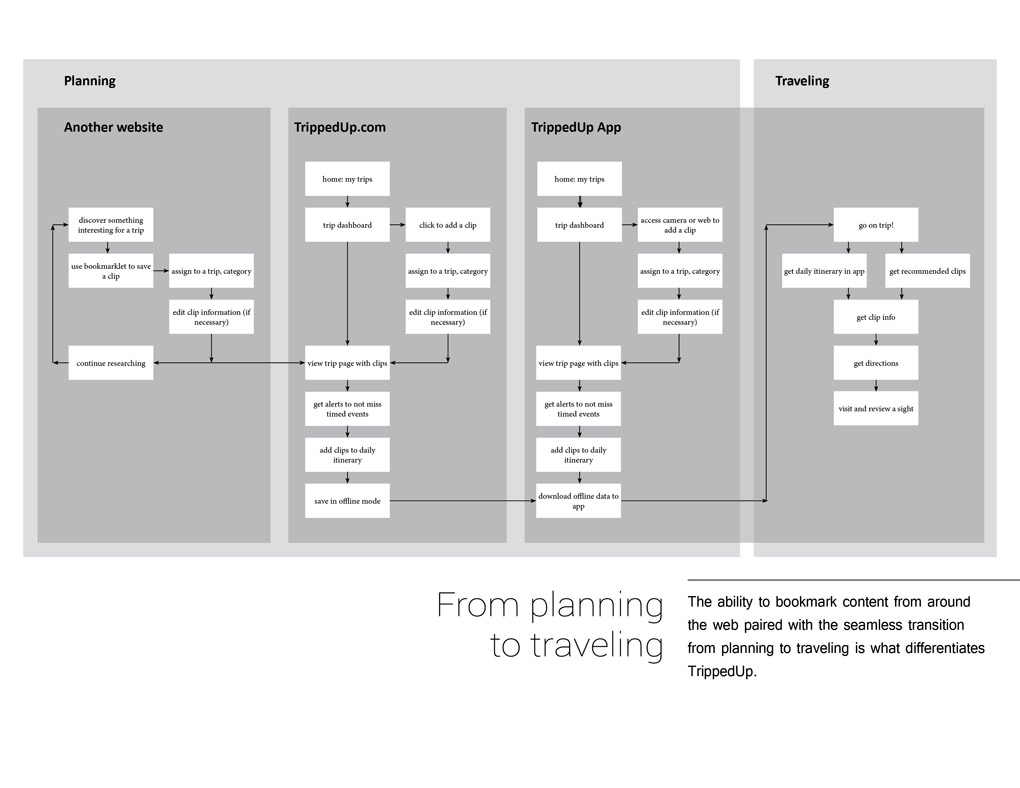 Planning
Traveling
Another website
TrippedUp.com
TrippedUp App
discover something
interesting for a trip
use bookmarklet to save
a clip
assign to a trip, category
edit clip information (if
necessary)
continue researching
home: my trips
trip dashboard
click to add a clip
assign to a trip, category
edit clip information (if
necessary)
view trip page with clips
get alerts to not miss
timed events
add clips to daily
itinerary
save in offline mode
home: my trips
trip dashboard
access camera or web to
add a clip
assign to a trip, category
edit clip information (if
necessary)
view trip page with clips
get alerts to not miss
timed events
add clips to daily
itinerary
download offline data to
app
go on trip!
get daily itinerary in app
get recommended clips
get clip info
get directions
visit and review a sight
From planning
to traveling
The ability to bookmark content from around
the web paired with the seamless transition
from planning to traveling is what differentiates
TrippedUp.